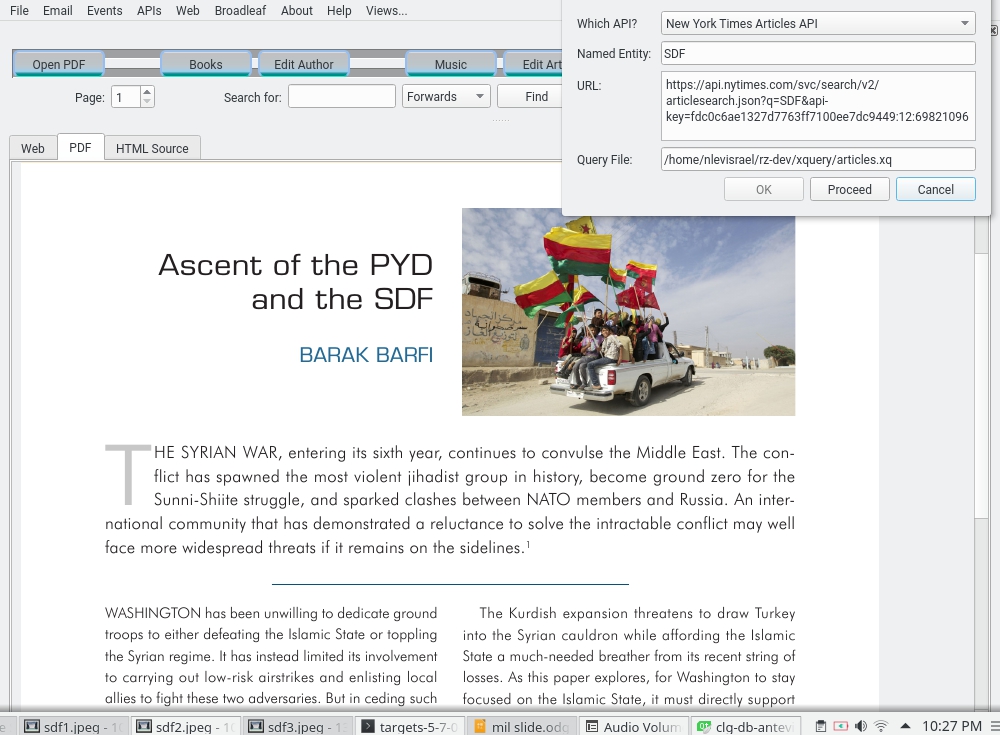 File Email Events APIs Web Broadleaf About Help Views...
Which API? New York Times Articles API
Named Entity: SDF
URL: https://api.nytimes.com/svc/search/v2/
articlesearch.json?q=SDF&api-
key=fdc0c6ae1327d7763ff7100ee7dc9449:12:69821096
Query File: /home/nlevisrael/rz-dev/xquery/articles.xq
OK Proceed Cancel
Open PDF Books Edit Author Music Edit Art
Page: 1 Search for: Forwards Find
Web PDF HTML Source
Ascent of the PYD
and the SDF
BARAK BARFI
THE SYRIAN WAR, entering its sixth year, continues to convulse the Middle East. The con-
flict has spawned the most violent jihadist group in history, become ground zero for the
Sunni-Shiite struggle, and sparked clashes between NATO members and Russia. An inter-
national community that has demonstrated a reluctance to solve the intractable conflict may well
face more widespread threats if it remains on the sidelines.¹
WASHINGTON has been unwilling to dedicate ground
troops to either defeating the Islamic State or toppling
the Syrian regime. It has instead limited its involvement
to carrying out low-risk airstrikes and enlisting local
allies to fight these two adversaries. But in ceding such
The Kurdish expansion threatens to draw Turkey
into the Syrian cauldron while affording the Islamic
State a much-needed breather from its recent string of
losses. As this paper explores, for Washington to stay
focused on the Islamic State, it must directly support
sdf1.jpeg - 1 sdf2.jpeg - 1 sdf3.jpeg - 1 targets-5-7-0 mil slide.odg Audio Volum clg-db-antevi 10:27 PM